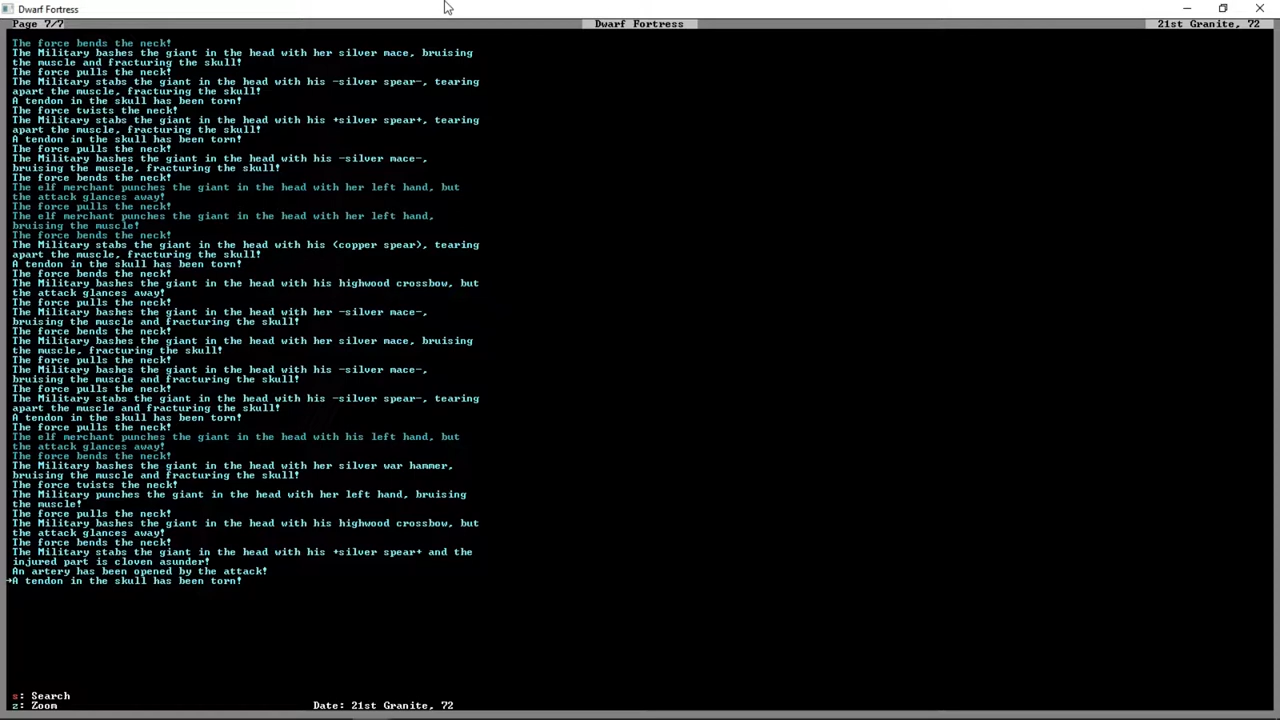 Dwarf Fortress
Page 7/7
Dwarf Fortress
21st Granite, 72
The force bends the neck!
The Military bashes the giant in the head with her silver mace, bruising
the muscle and fracturing the skull!
The force pulls the neck!
The Military stabs the giant in the head with his -silver spear-, tearing
apart the muscle, fracturing the skull!
A tendon in the skull has been torn!
The force twists the neck!
The Military stabs the giant in the head with his +silver spear+, tearing
apart the muscle, fracturing the skull!
A tendon in the skull has been torn!
The force pulls the neck!
The Military bashes the giant in the head with his -silver mace-,
bruising the muscle, fracturing the skull!
The force bends the neck!
The elf merchant punches the giant in the head with her left hand, but
the attack glances away!
The force pulls the neck!
The elf merchant punches the giant in the head with her left hand,
bruising the muscle!
The force bends the neck!
The Military stabs the giant in the head with his (copper spear), tearing
apart the muscle, fracturing the skull!
A tendon in the skull has been torn!
The force bends the neck!
The Military bashes the giant in the head with his highwood crossbow, but
the attack glances away!
The force pulls the neck!
The Military bashes the giant in the head with her -silver mace-,
bruising the muscle and fracturing the skull!
The force bends the neck!
The Military bashes the giant in the head with her silver mace, bruising
the muscle, fracturing the skull!
The force pulls the neck!
The Military bashes the giant in the head with his -silver mace-,
bruising the muscle and fracturing the skull!
The force pulls the neck!
The Military stabs the giant in the head with his -silver spear-, tearing
apart the muscle and fracturing the skull!
A tendon in the skull has been torn!
The force pulls the neck!
The elf merchant punches the giant in the head with his left hand, but
the attack glances away!
The force bends the neck!
The Military bashes the giant in the head with her silver war hammer,
bruising the muscle and fracturing the skull!
The force twists the neck!
The Military punches the giant in the head with her left hand, bruising
the muscle!
The force pulls the neck!
The Military bashes the giant in the head with his highwood crossbow, but
the attack glances away!
The force bends the neck!
The Military stabs the giant in the head with his +silver spear+ and the
injured part is cloven asunder!
An artery has been opened by the attack!
A tendon in the skull has been torn!
s: Search
z: Zoom
Date: 21st Granite, 72